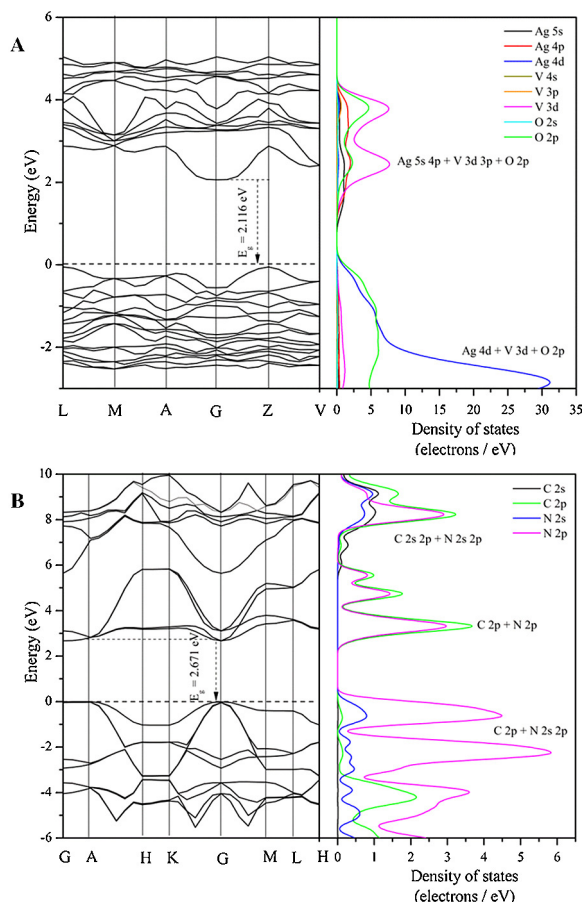 A
6
4
2
0
-2
Energy (eV)
E_g = 2.116 eV
L M A G Z V
Ag 5s
Ag 4p
Ag 4d
V 4s
V 3p
V 3d
O 2s
O 2p
Ag 5s 4p + V 3d 3p + O 2p
Ag 4d + V 3d + O 2p
0 5 10 15 20 25 30 35
Density of states
(electrons / eV)
B
10
8
6
4
2
0
-2
-4
-6
Energy (eV)
E_g = 2.671 eV
G A H K G M L H
C 2s
C 2p
N 2s
N 2p
C 2s 2p + N 2s 2p
C 2p + N 2p
C 2p + N 2s 2p
0 1 2 3 4 5 6
Density of states
(electrons / eV)